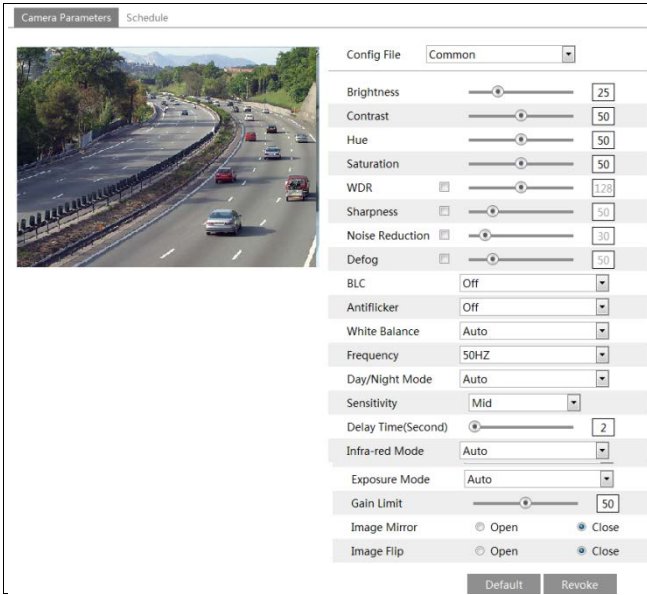 Camera Parameters Schedule
Config File Common
Brightness 25
Contrast 50
Hue 50
Saturation 50
WDR 128
Sharpness 50
Noise Reduction 30
Defog 50
BLC Off
Antiflicker Off
White Balance Auto
Frequency 50HZ
Day/Night Mode Auto
Sensitivity Mid
Delay Time(Second) 2
Infra-red Mode Auto
Exposure Mode Auto
Gain Limit 50
Image Mirror Open Close
Image Flip Open Close
Default Revoke